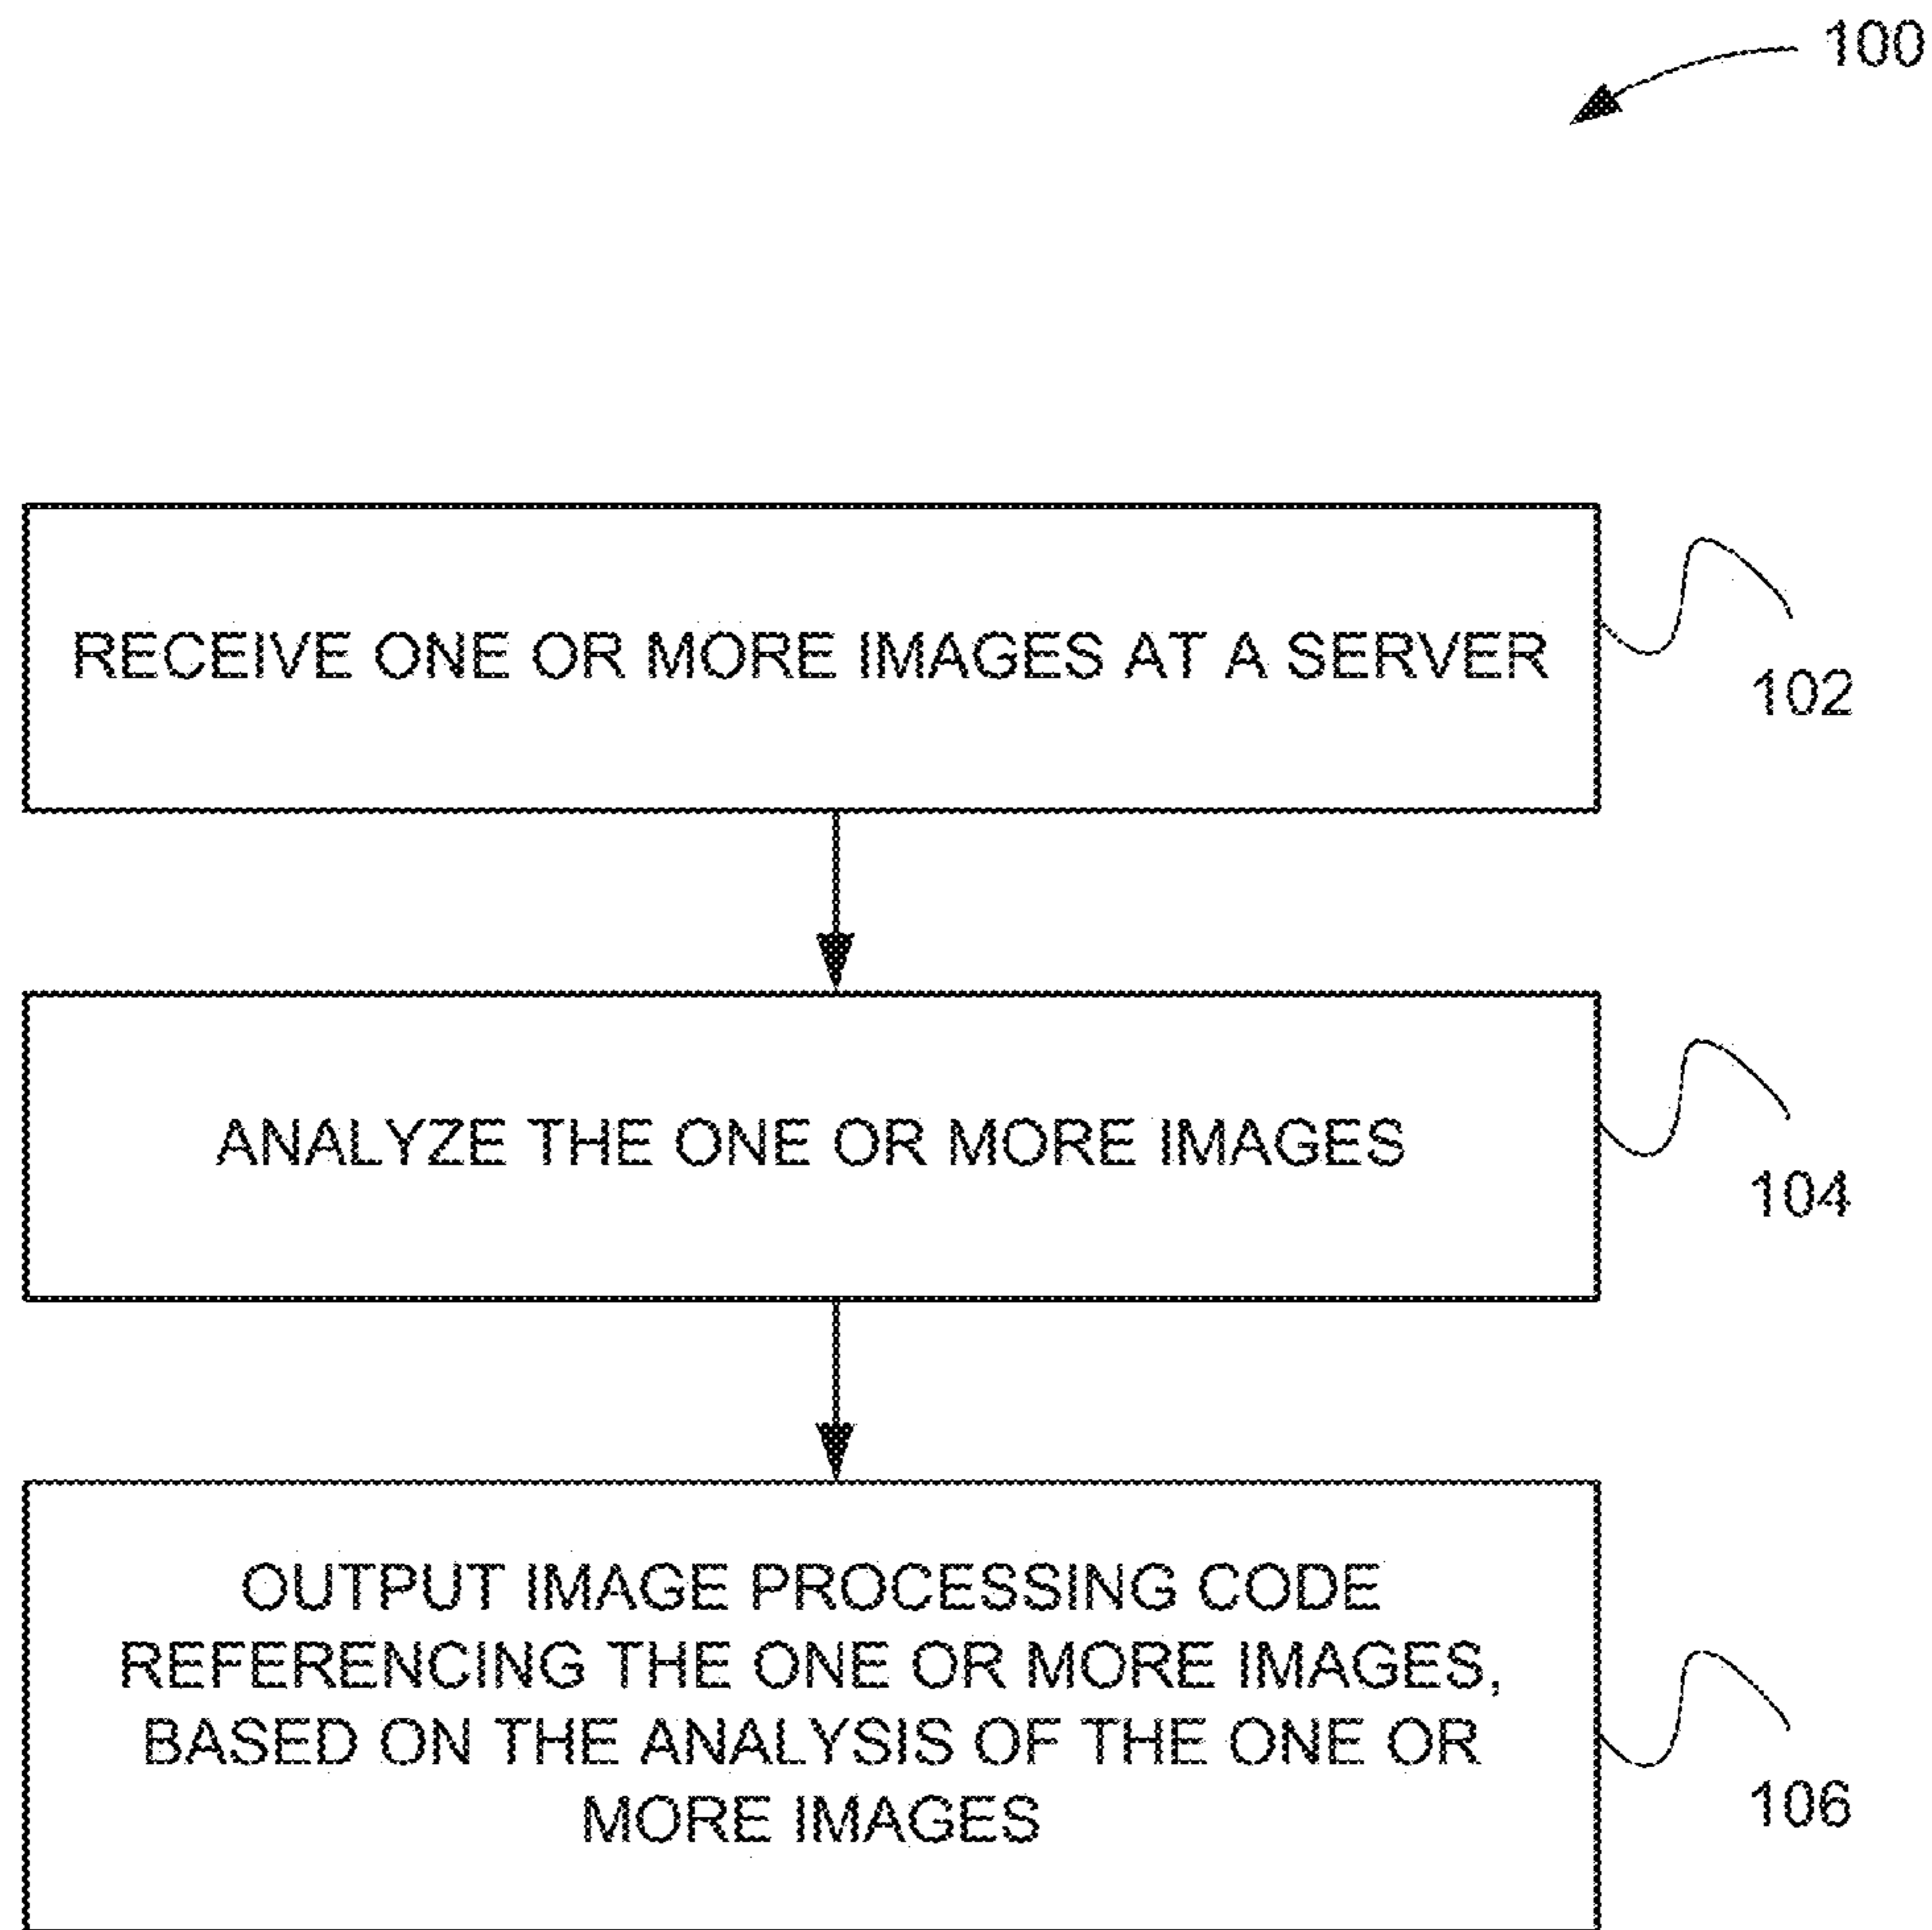 100
RECEIVE ONE OR MORE IMAGES AT A SERVER
102
ANALYZE THE ONE OR MORE IMAGES
104
OUTPUT IMAGE PROCESSING CODE
REFERENCING THE ONE OR MORE IMAGES,
BASED ON THE ANALYSIS OF THE ONE OR
MORE IMAGES
106